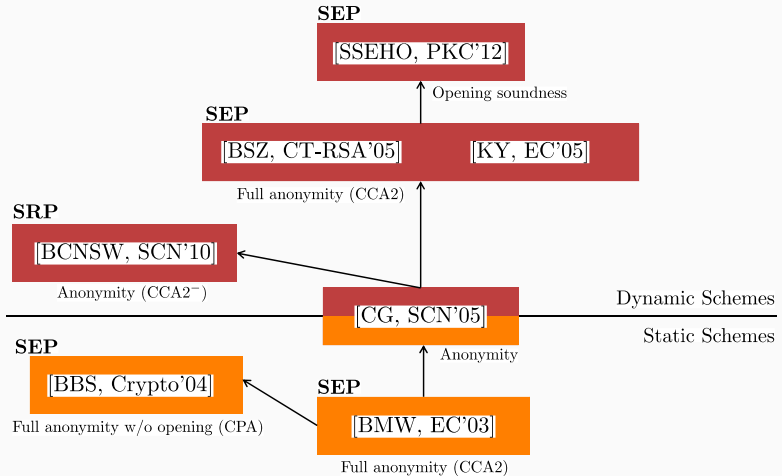 SEP
[SSEHO, PKC'12]
Opening soundness
SEP
[BSZ, CT-RSA'05] [KY, EC'05]
Full anonymity (CCA2)
SRP
[BCNSW, SCN'10]
Anonymity (CCA2⁻)
Dynamic Schemes
[CG, SCN'05]
Static Schemes
Anonymity
SEP
[BBS, Crypto'04]
Full anonymity w/o opening (CPA)
SEP
[BMW, EC'03]
Full anonymity (CCA2)